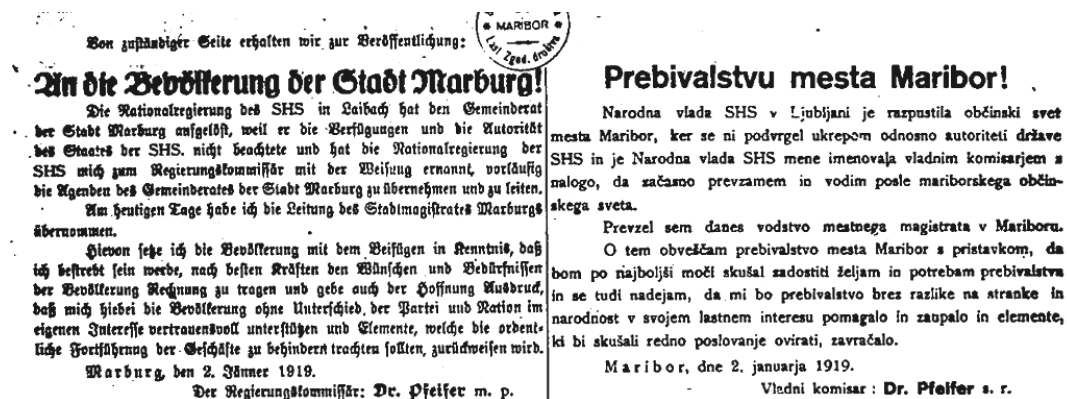 Von zuständiger Seite erhalten wir zur Veröffentlichung:
An die Bevölkerung der Stadt Marburg!
Die Nationalregierung des SHS in Laibach hat den Gemeinderat
der Stadt Marburg aufgelöst, weil er die Verfügungen und die Autorität
des Staates der SHS. nicht beachtete und hat die Nationalregierung der
SHS mich zum Regierungskommissär mit der Weisung ernannt, vorläufig
die Agenden des Gemeinderates der Stadt Marburg zu übernehmen und zu leiten.
Am heutigen Tage habe ich die Leitung des Stadtmagistrates Marburgs
übernommen.
Hievon setze ich die Bevölkerung mit dem Beifügen in Kenntnis, daß
ich bestrebt sein werde, nach besten Kräften den Wünschen und Bedürfnissen
der Bevölkerung Rechnung zu tragen und gebe auch der Hoffnung Ausdruck,
daß mich hiebei die Bevölkerung ohne Unterschied der Partei und Nation im
eigenen Interesse vertrauensvoll unterstützen und Elemente, welche die ordent-
liche Fortführung der Geschäfte zu behindern trachten sollten, zurückweisen wird.
Marburg, den 2. Jänner 1919.
Der Regierungskommissär: Dr. Pfeifer m. p.
MARIBOR
Last Zgod. društva
Prebivalstvu mesta Maribor!
Narodna vlada SHS v Ljubljani je razpustila občinski svet
mesta Maribor, ker se ni podvrgel ukrepom odnosno avtoriteti države
SHS in je Narodna vlada SHS mene imenovala vladnim komisarjem s
nalogo, da začasno prevzamem in vodim posle mariborskega občin-
skega sveta.
Prevzel sem danes vodstvo mestnega magistrata v Mariboru.
O tem obveščam prebivalstvo mesta Maribor s pristavkom, da
bom po najboljši moči skušal zadostiti željam in potrebam prebivalstva
in se tudi nadejam, da mi bo prebivalstvo brez razlike na stranke in
narodnost v svojem lastnem interesu pomagalo in zaupalo in elemente,
ki bi skušali redno poslovanje ovirati, zavračalo.
Maribor, dne 2. januarja 1919.
Vladni komisar : Dr. Pfeifer s. r.